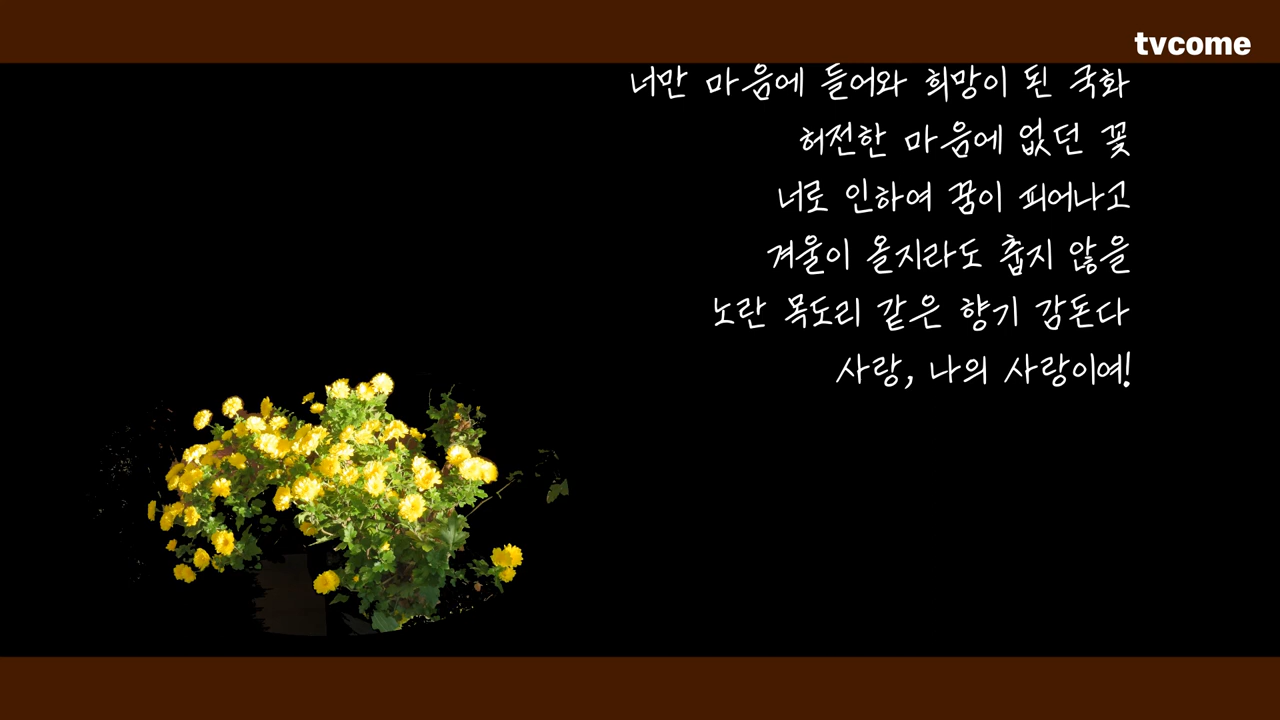 tvcome
너만 마음에 들어와 희망이 된 국화
허전한 마음에 없던 꽃
너로 인하여 꿈이 피어나고
겨울이 올지라도 춥지 않을
노란 목도리 같은 향기 감돈다
사랑, 나의 사랑이여!